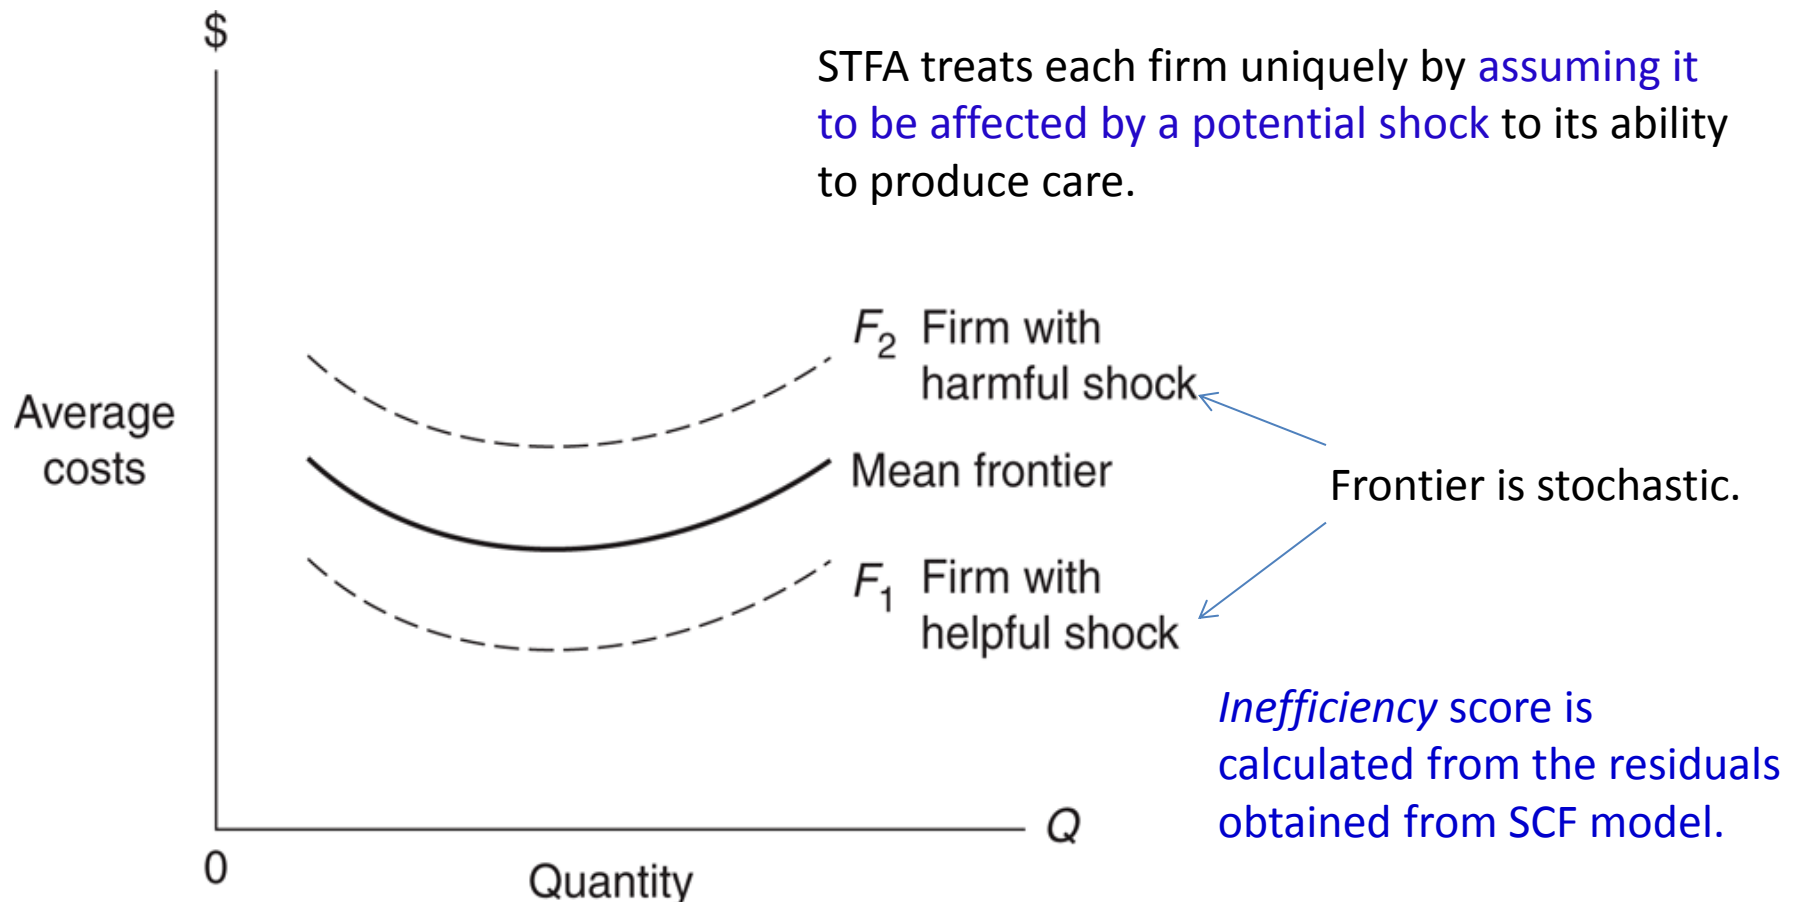 $
STFA treats each firm uniquely by assuming it
to be affected by a potential shock to its ability
to produce care.
F2 Firm with
harmful shock
Average
costs
Mean frontier
Frontier is stochastic.
F1 Firm with
helpful shock
Inefficiency score is
calculated from the residuals
obtained from SCF model.
Q
0
Quantity